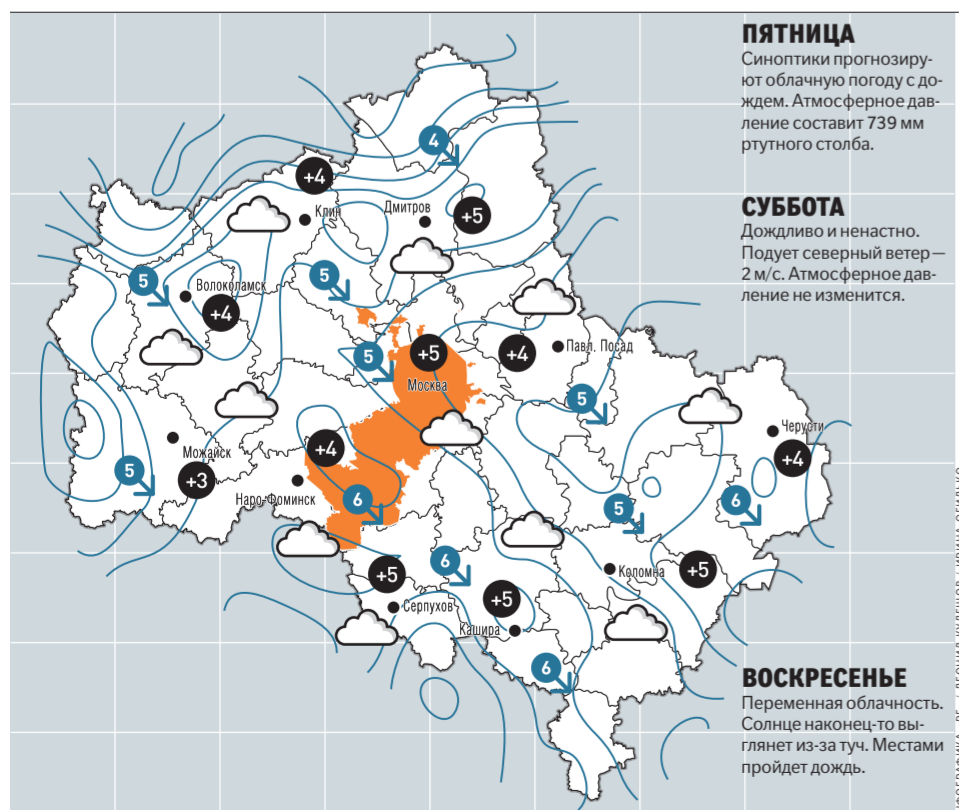 ПЯТНИЦА
Синоптики прогнозиру-
ют облачную погоду с до-
ждем. Атмосферное дав-
ление составит 739 мм
ртутного столба.
СУББОТА
Дождливо и ненастно.
Подует северный ветер —
2 м/с. Атмосферное дав-
ление не изменится.
ВОСКРЕСЕНЬЕ
Переменная облачность.
Солнце наконец-то вы-
глянет из-за туч. Местами
пройдет дождь.
4
+4
Клин
Дмитров
+5
5
Волоколамск
+4
5
5
+5
Москва
+4
Павл. Посад
5
Черусти
+4
Можайск
5
+3
+4
Наро-Фоминск
6
5
6
6
+5
Серпухов
+5
Кашира
Коломна
+5
6